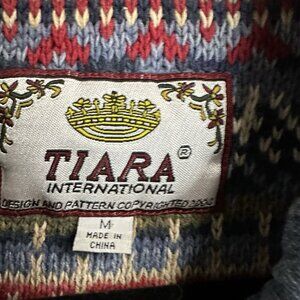 TIARA ®
INTERNATIONAL
DESIGN AND PATTERN COPYRIGHTED
M
MADE IN
CHINA